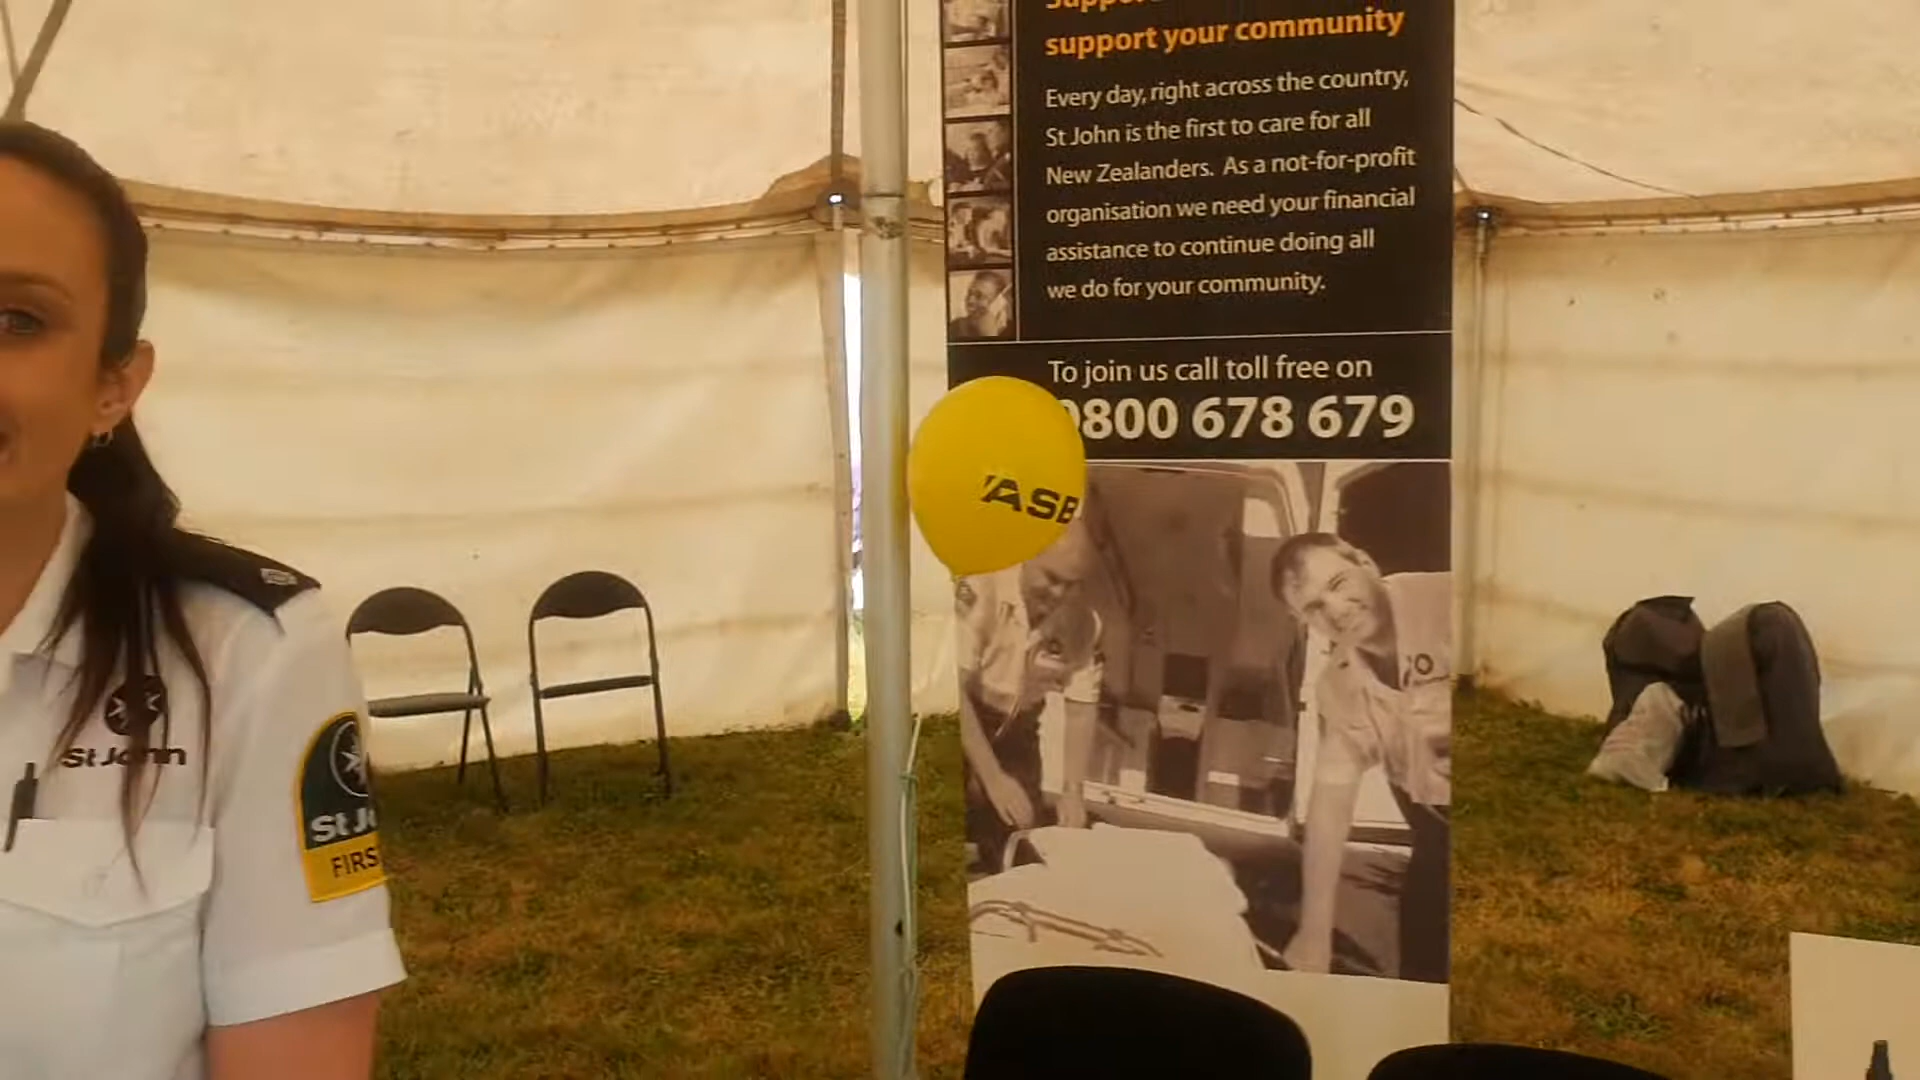 support your community
Every day, right across the country,
St John is the first to care for all
New Zealanders. As a not-for-profit
organisation we need your financial
assistance to continue doing all
we do for your community.
To join us call toll free on
0800 678 679
ASB
St John
St Jo
FIRS